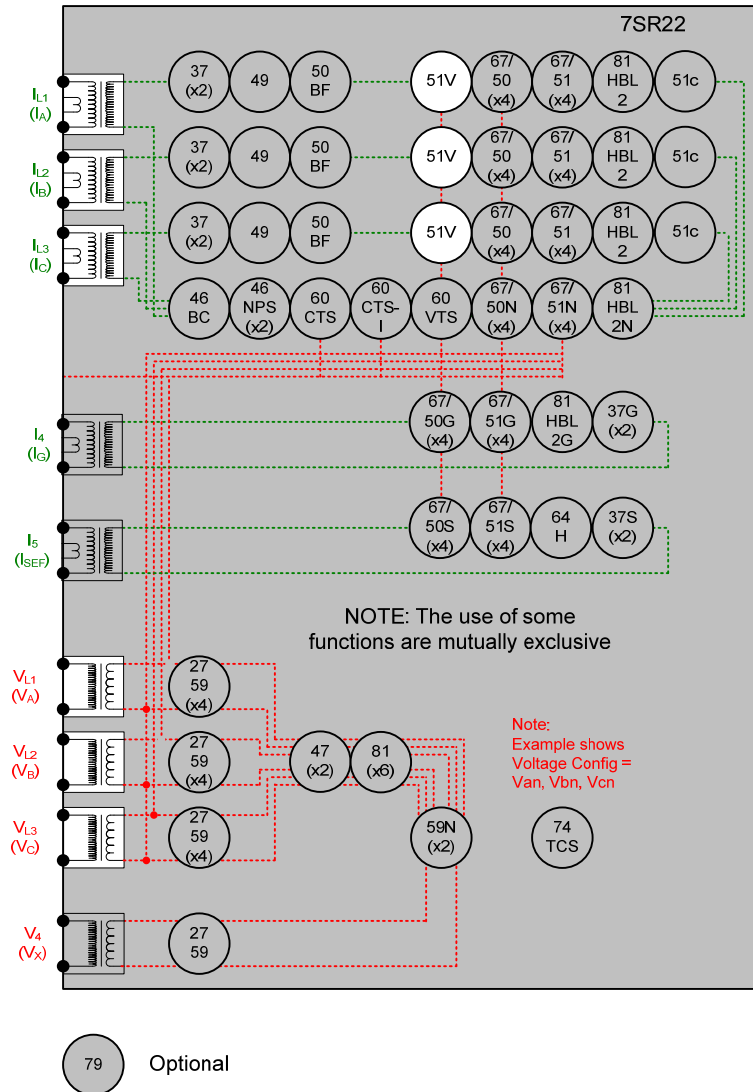 7SR22
IL1
(IA)
37
(x2)
49
50
BF
51V
67/
50
(x4)
67/
51
(x4)
81
HBL
2
51c
IL2
(IB)
37
(x2)
49
50
BF
51V
67/
50
(x4)
67/
51
(x4)
81
HBL
2
51c
IL3
(IC)
37
(x2)
49
50
BF
51V
67/
50
(x4)
67/
51
(x4)
81
HBL
2
51c
46
BC
46
NPS
(x2)
60
CTS
60
CTS-
I
60
VTS
67/
50N
(x4)
67/
51N
(x4)
81
HBL
2N
I4
(IG)
67/
50G
(x4)
67/
51G
(x4)
81
HBL
2G
37G
(x2)
I5
(ISEF)
67/
50S
(x4)
67/
51S
(x4)
64
H
37S
(x2)
NOTE: The use of some
functions are mutually exclusive
VL1
(VA)
27
59
(x4)
VL2
(VB)
27
59
(x4)
47
(x2)
81
(x6)
Note:
Example shows
Voltage Config =
Van, Vbn, Vcn
VL3
(VC)
27
59
(x4)
59N
(x2)
74
TCS
V4
(VX)
27
59
79
Optional